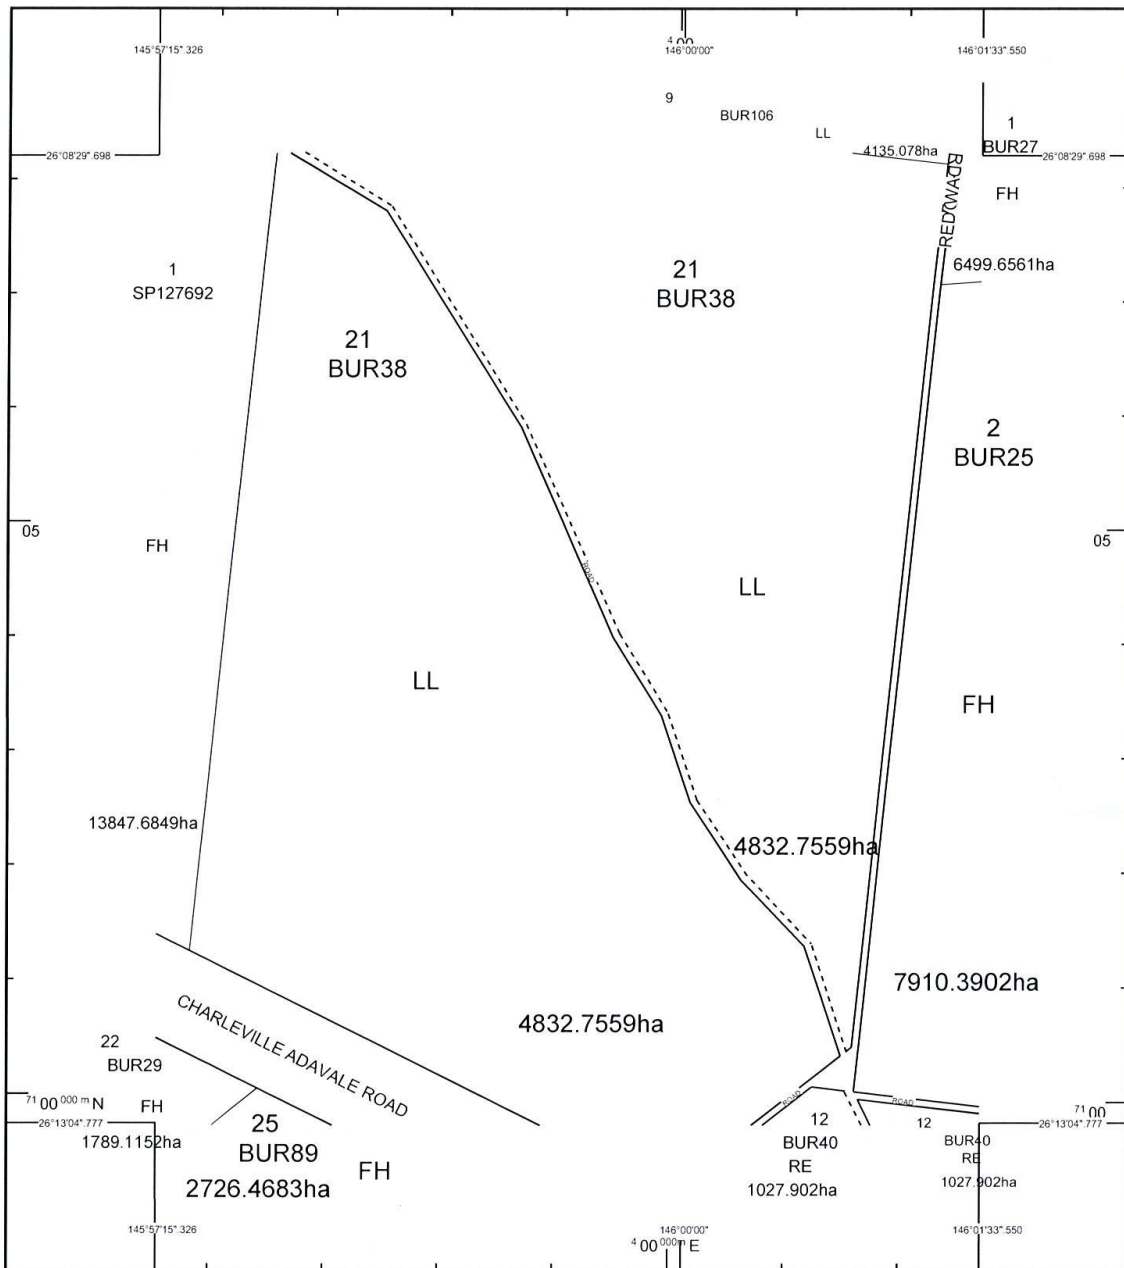 4 00
145°57'15".326
146°00'00"
146°01'33".550
9
BUR106
LL
1
BUR27
4135.078ha
26°08'29".698
26°08'29".698
FH
6499.6561ha
1
SP127692
21
BUR38
21
BUR38
2
BUR25
05
05
FH
ROAD
LL
LL
FH
13847.6849ha
4832.7559ha
7910.3902ha
4832.7559ha
CHARLEVILLE ADAVALE ROAD
22
BUR29
71 00 000 m N
FH
26°13'04".777
1789.1152ha
25
BUR89
FH
2726.4683ha
ROAD
ROAD
12
BUR40
RE
1027.902ha
12
BUR40
RE
1027.902ha
71 00
26°13'04".777
145°57'15".326
146°00'00"
146°01'33".550
4 00 000m E